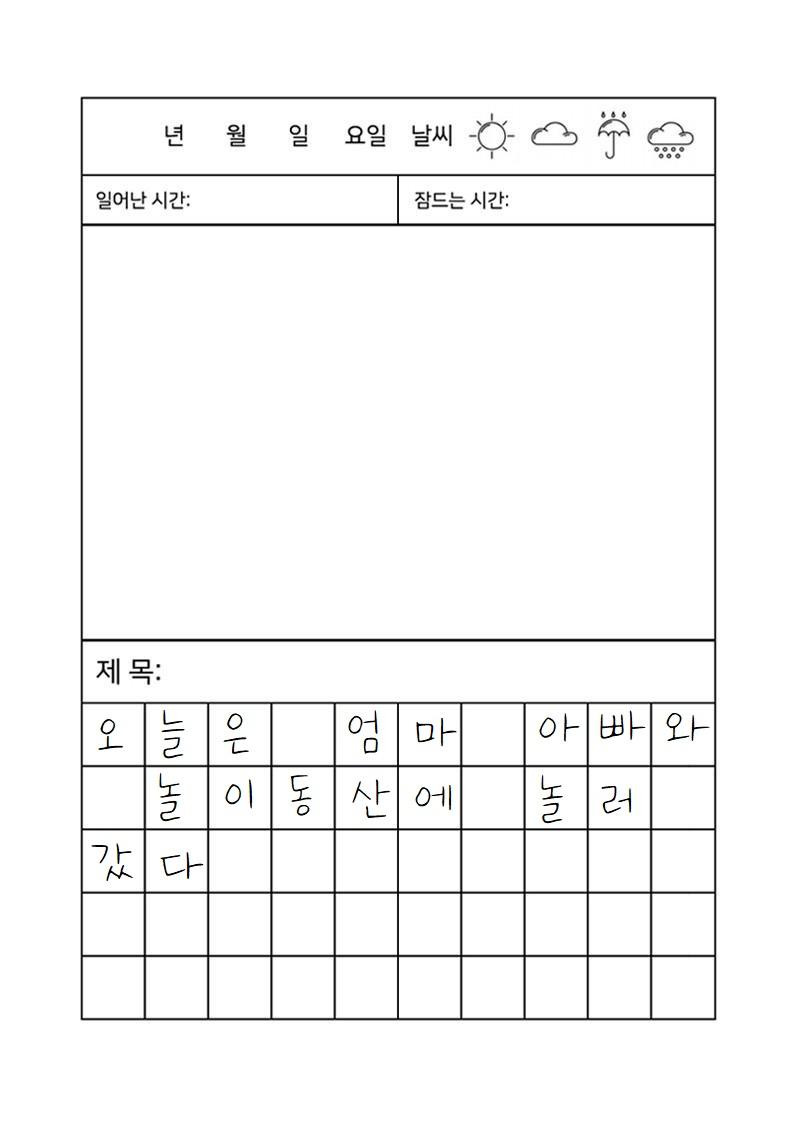 년 월 일 요일 날씨
일어난 시간: 잠드는 시간:
제 목:
오늘은 엄마 아빠와
놀이동산에 놀러
갔다